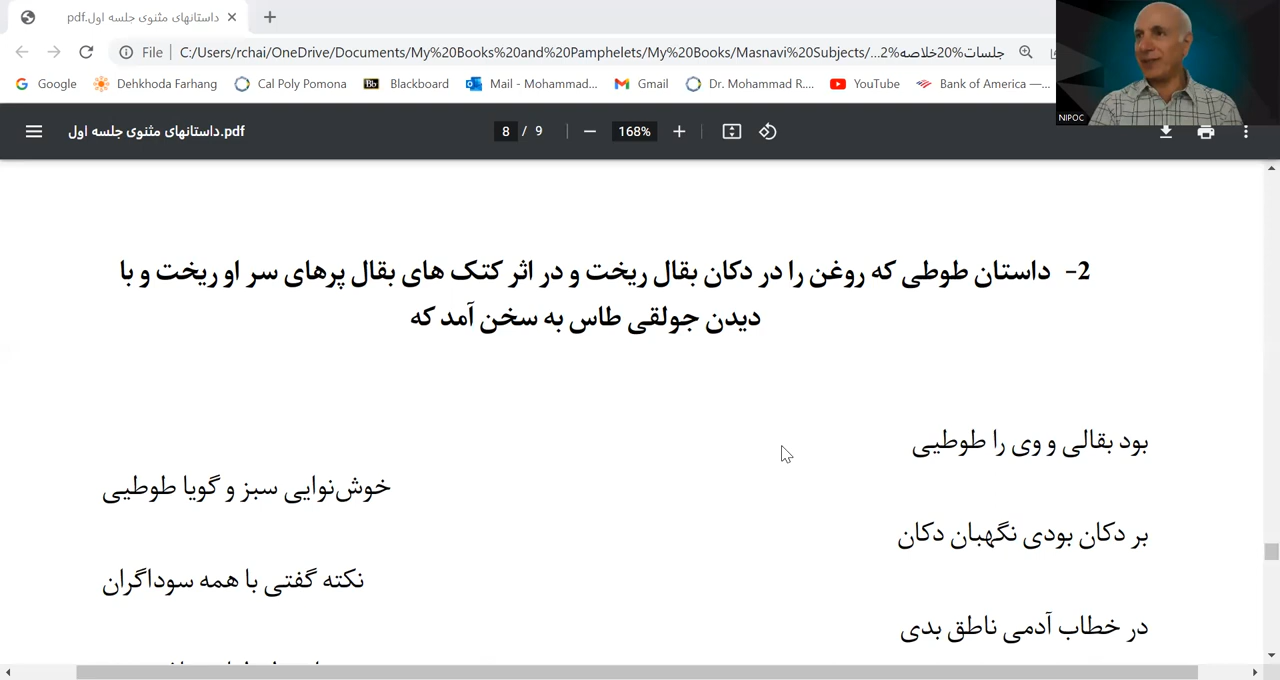 داستانهای مثنوی جلسه اول.pdf
File C:/Users/rchai/OneDrive/Documents/My%20Books%20and%20Pamphelets/My%20Books/Masnavi%20Subjects/...2%جلسات%20خلاصه
Google Dehkhoda Farhang Cal Poly Pomona Bb Blackboard Mail - Mohammad... Gmail Dr. Mohammad R.... YouTube Bank of America —...
NIPOC
داستانهای مثنوی جلسه اول.pdf 8 / 9 168%
2- داستان طوطی که روغن را در دکان بقال ریخت و در اثر کتک های بقال پرهای سر او ریخت و با
دیدن جولقی طاس به سخن آمد که
بود بقالی و وی را طوطیی
خوش‌نوایی سبز و گویا طوطیی
بر دکان بودی نگهبان دکان
نکته گفتی با همه سوداگران
در خطاب آدمی ناطق بدی